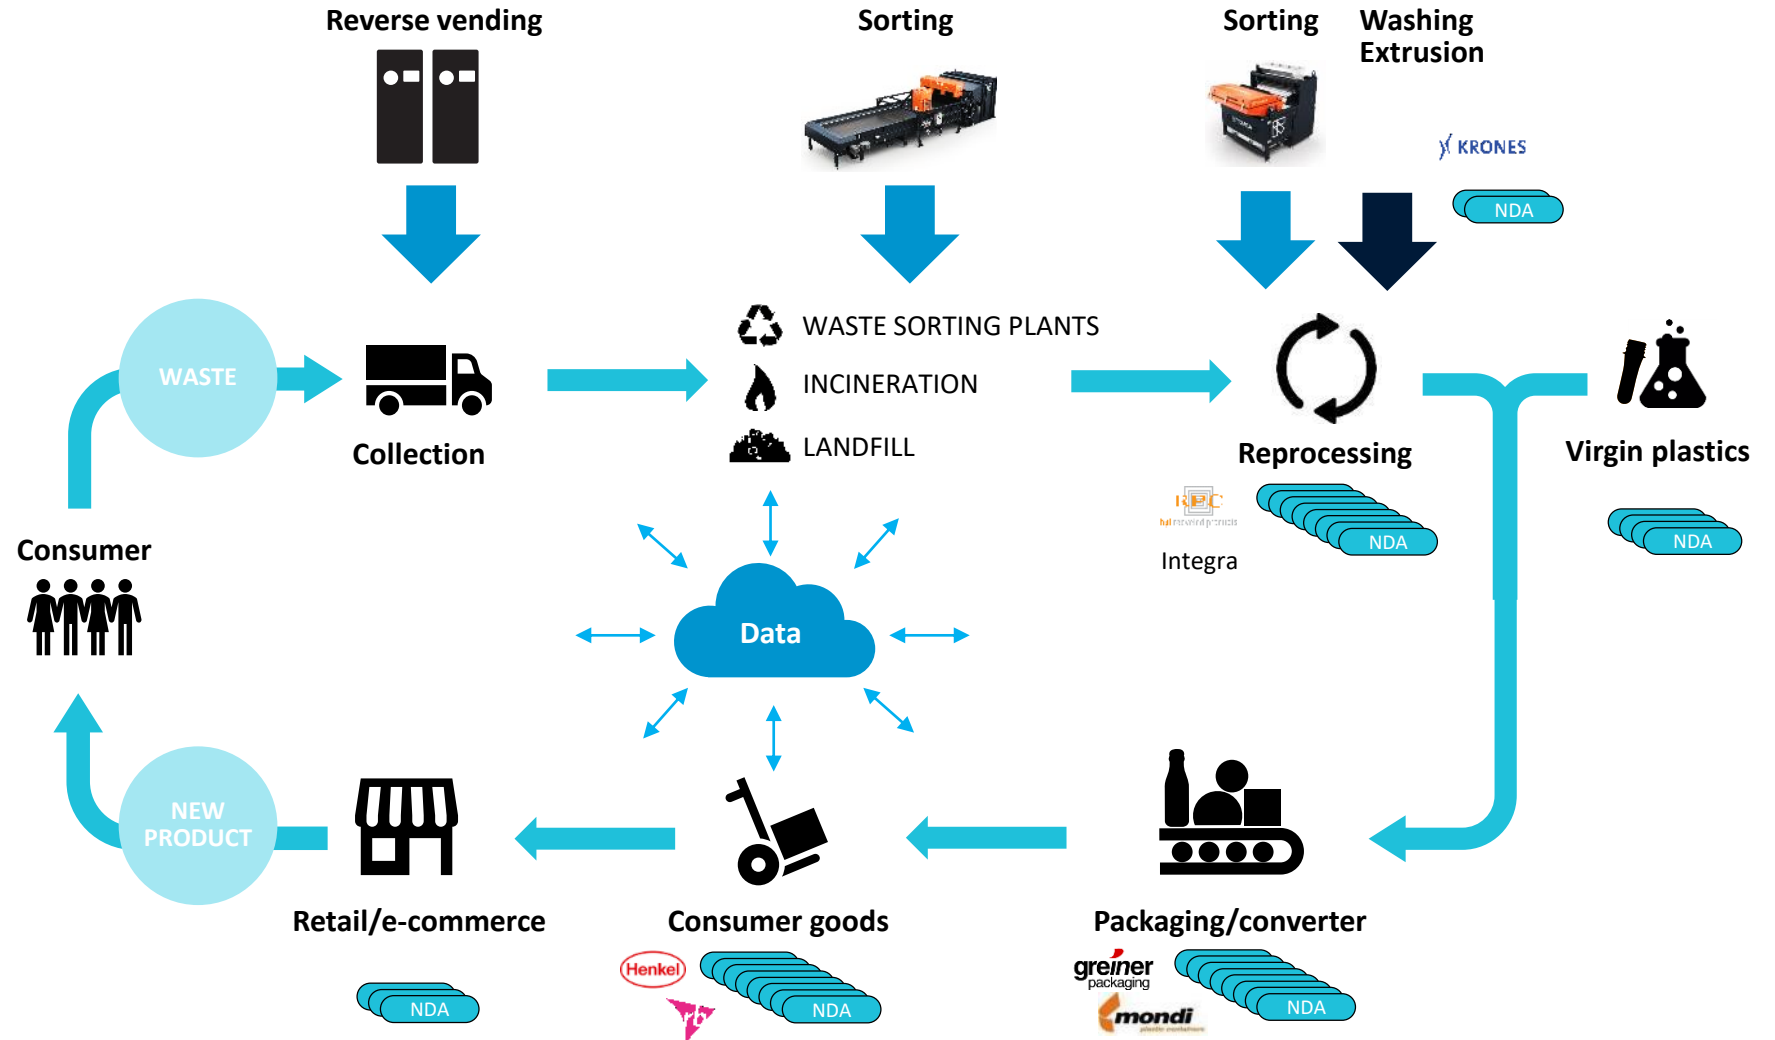 Reverse vending
Sorting
Sorting
Washing
Extrusion
KRONES
NDA
WASTE
WASTE SORTING PLANTS
INCINERATION
LANDFILL
Collection
Reprocessing
Virgin plastics
RPC
Integra
NDA
NDA
Consumer
Data
NEW
PRODUCT
Retail/e-commerce
Consumer goods
Packaging/converter
Henkel
greiner
packaging
mondi
NDA
NDA
NDA